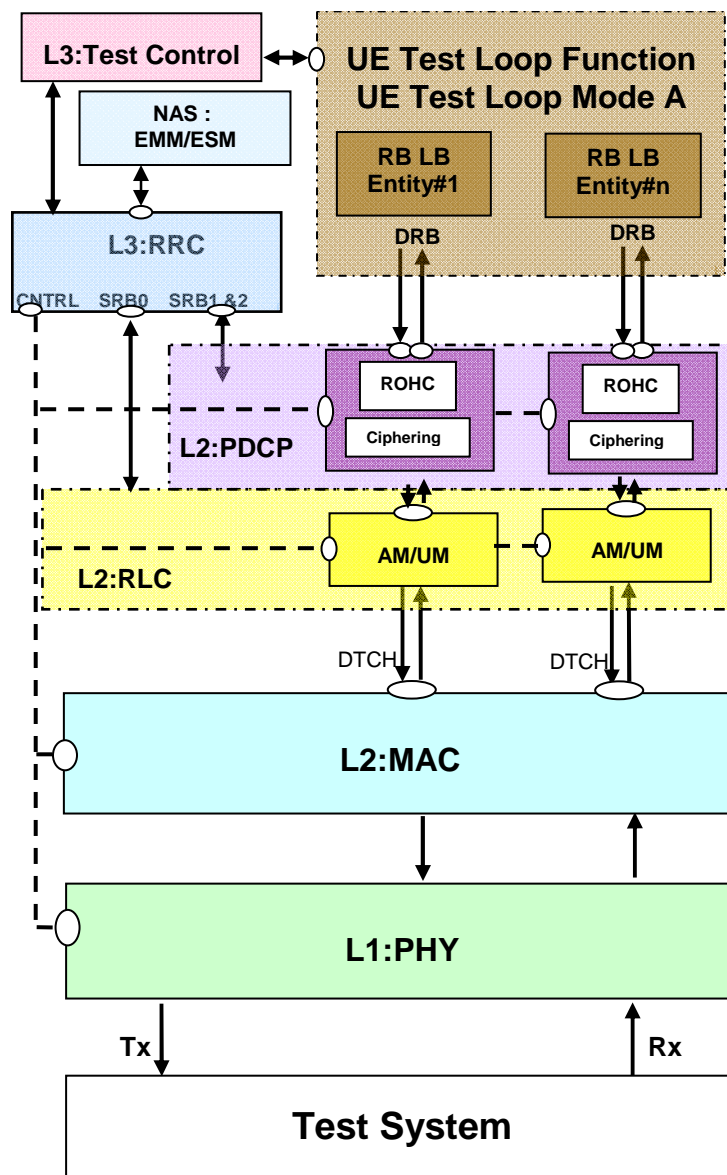 L3:Test Control
UE Test Loop Function
UE Test Loop Mode A
NAS :
EMM/ESM
RB LB
Entity#1
RB LB
Entity#n
DRB
DRB
L3:RRC
CNTRL
SRB0
SRB1 &2
ROHC
Ciphering
ROHC
Ciphering
L2:PDCP
AM/UM
AM/UM
L2:RLC
DTCH
DTCH
L2:MAC
L1:PHY
Tx
Rx
Test System